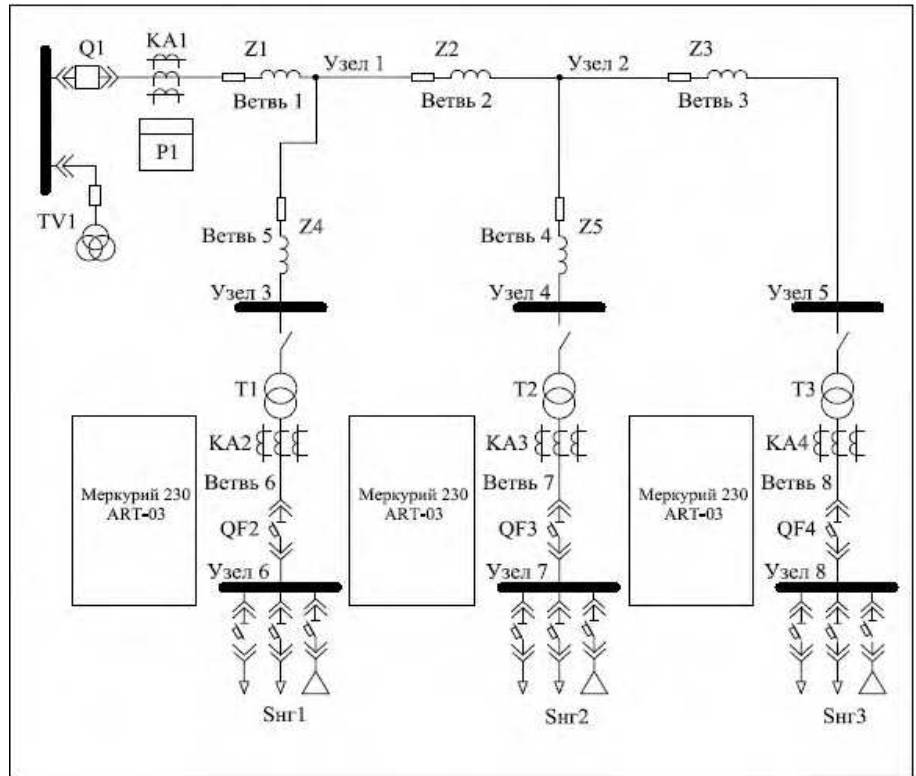 Q1
KA1
Z1
Узел 1
Z2
Узел 2
Z3
Ветвь 1
Ветвь 2
Ветвь 3
P1
TV1
Ветвь 5
Z4
Ветвь 4
Z5
Узел 3
Узел 4
Узел 5
T1
T2
T3
KA2
KA3
KA4
Меркурий 230
ART-03
Ветвь 6
Меркурий 230
ART-03
Ветвь 7
Меркурий 230
ART-03
Ветвь 8
QF2
QF3
QF4
Узел 6
Узел 7
Узел 8
Sнг1
Sнг2
Sнг3